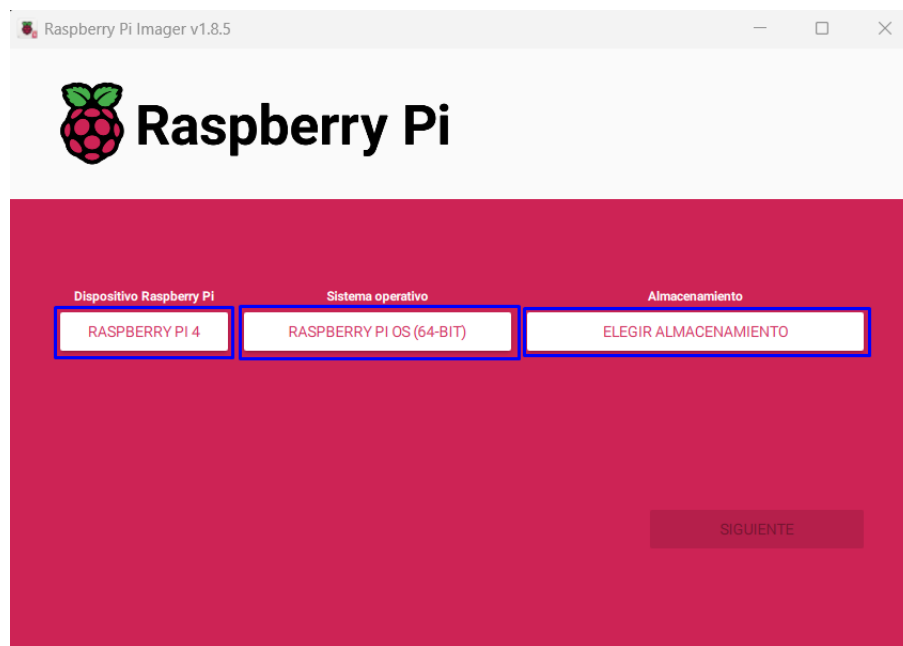 Raspberry Pi Imager v1.8.5
Raspberry Pi
Dispositivo Raspberry Pi
Sistema operativo
Almacenamiento
RASPBERRY PI 4
RASPBERRY PI OS (64-BIT)
ELEGIR ALMACENAMIENTO
SIGUIENTE